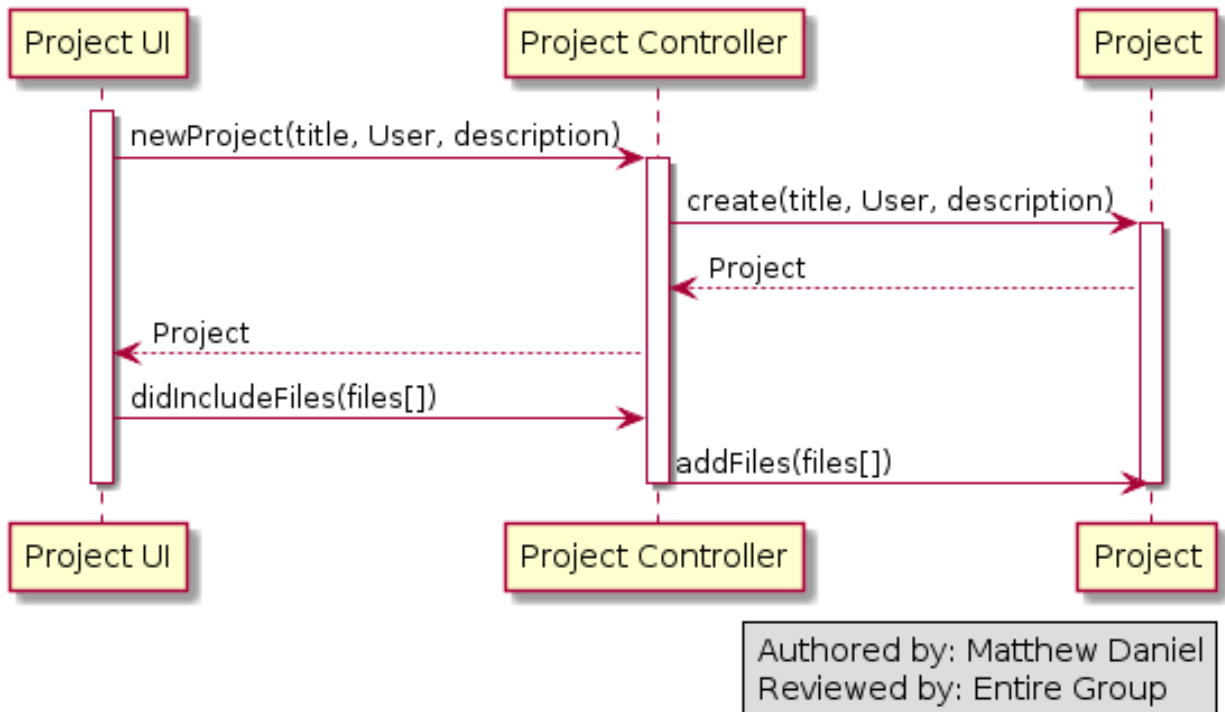 Project UI
Project Controller
Project
newProject(title, User, description)
create(title, User, description)
Project
Project
didIncludeFiles(files[])
addFiles(files[])
Project UI
Project Controller
Project
Authored by: Matthew Daniel
Reviewed by: Entire Group